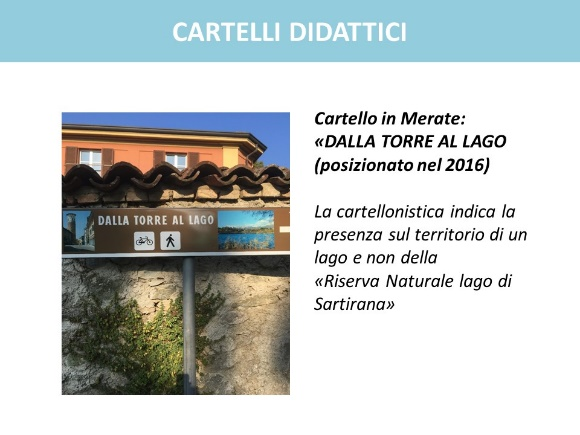 CARTELLI DIDATTICI
Cartello in Merate:
«DALLA TORRE AL LAGO
(posizionato nel 2016)
La cartellonistica indica la
presenza sul territorio di un
lago e non della
«Riserva Naturale lago di
Sartirana»
DALLA TORRE AL LAGO